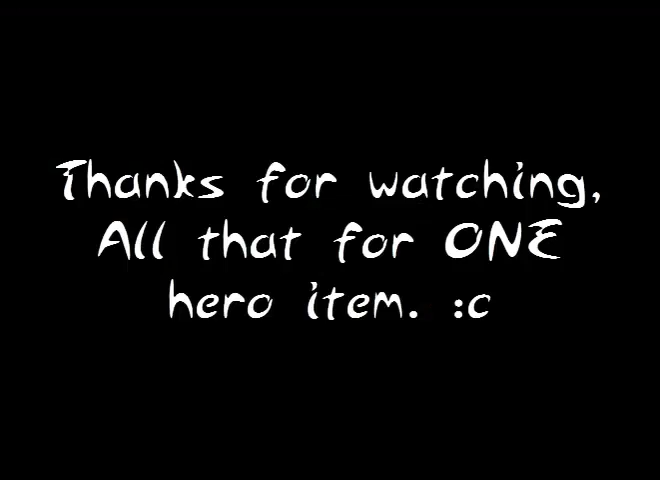 Thanks for watching,
All that for ONE
hero item. :c